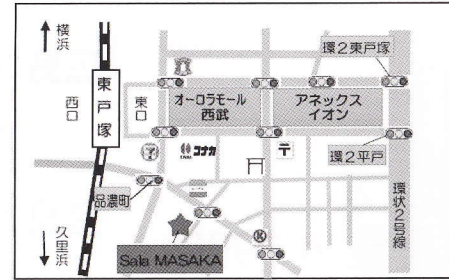 横浜
環2東戸塚
東戸塚
西口
東口
オーロラモール
西武
アネックス
イオン
コナカ
〒
環2平戸
品濃町
環状2号線
久里浜
Sala MASAKA